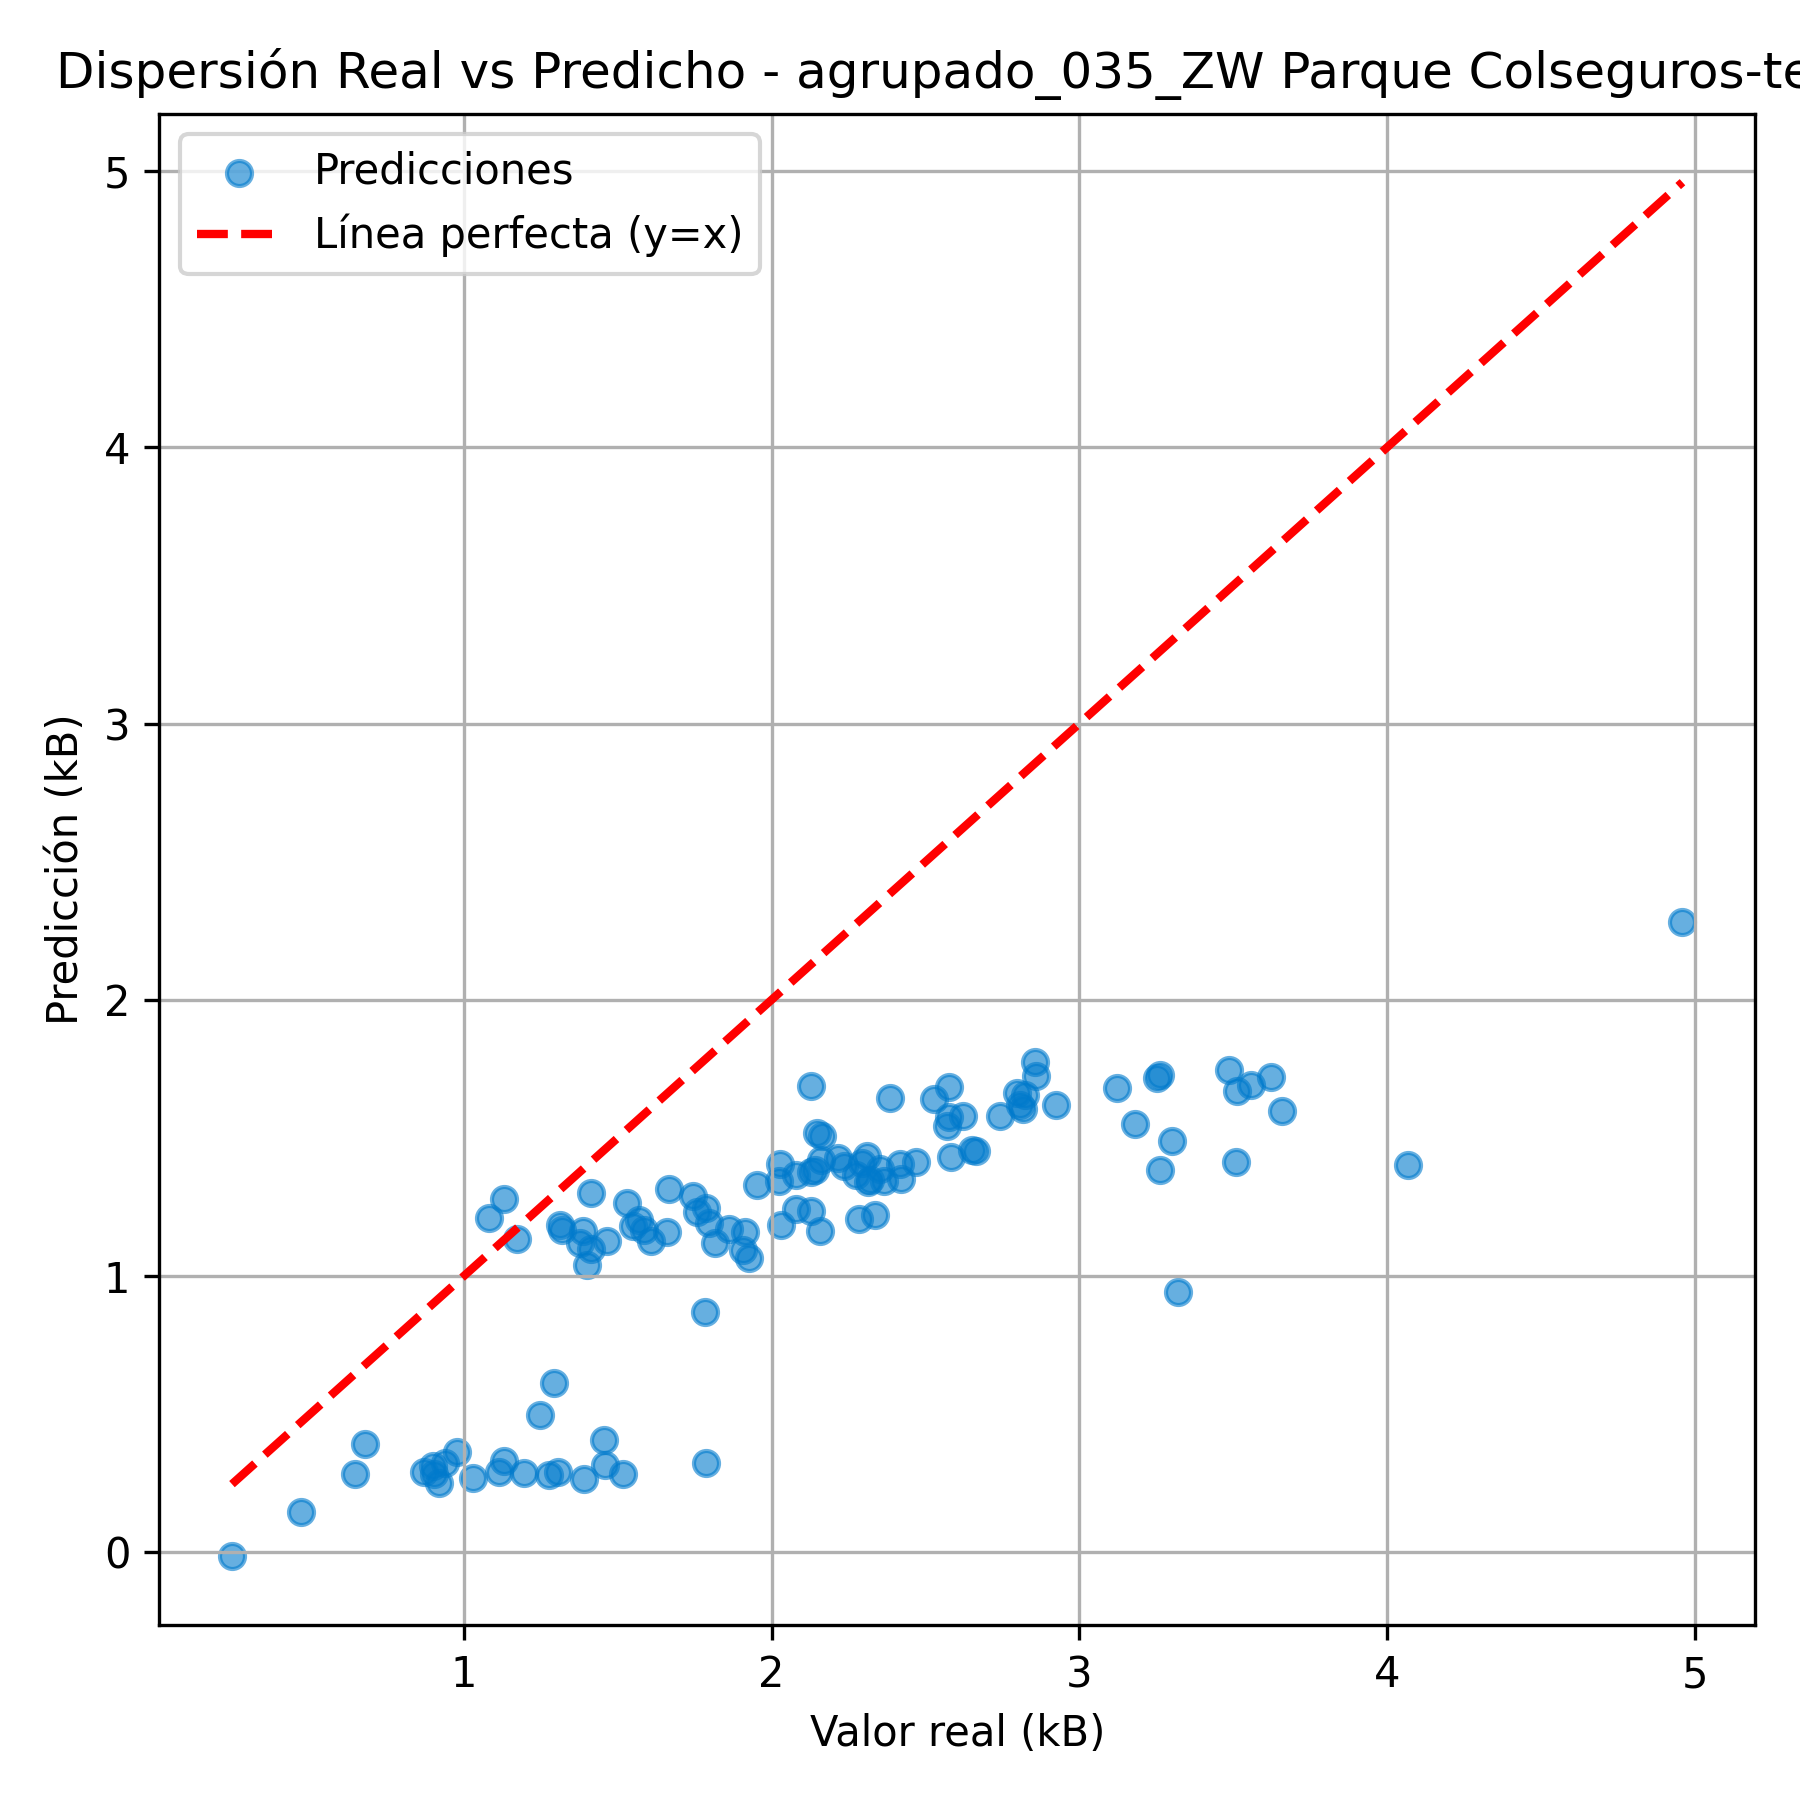 Dispersión Real vs Predicho - agrupado_035_ZW Parque Colseguros-te
Predicciones
Línea perfecta (y=x)
5
4
3
2
1
0
Predicción (kB)
1 2 3 4 5
Valor real (kB)